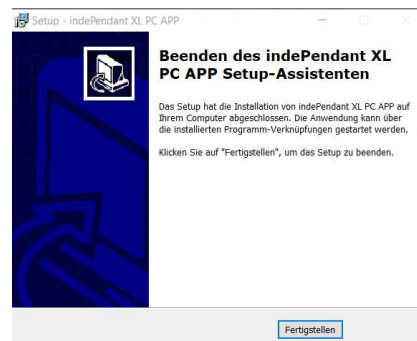 Setup - indePendant XL PC APP
Beenden des indePendant XL
PC APP Setup-Assistenten
Das Setup hat die Installation von indePendant XL PC APP auf
Ihrem Computer abgeschlossen. Die Anwendung kann über
die installierten Programm-Verknüpfungen gestartet werden.
Klicken Sie auf "Fertigstellen", um das Setup zu beenden.
Fertigstellen